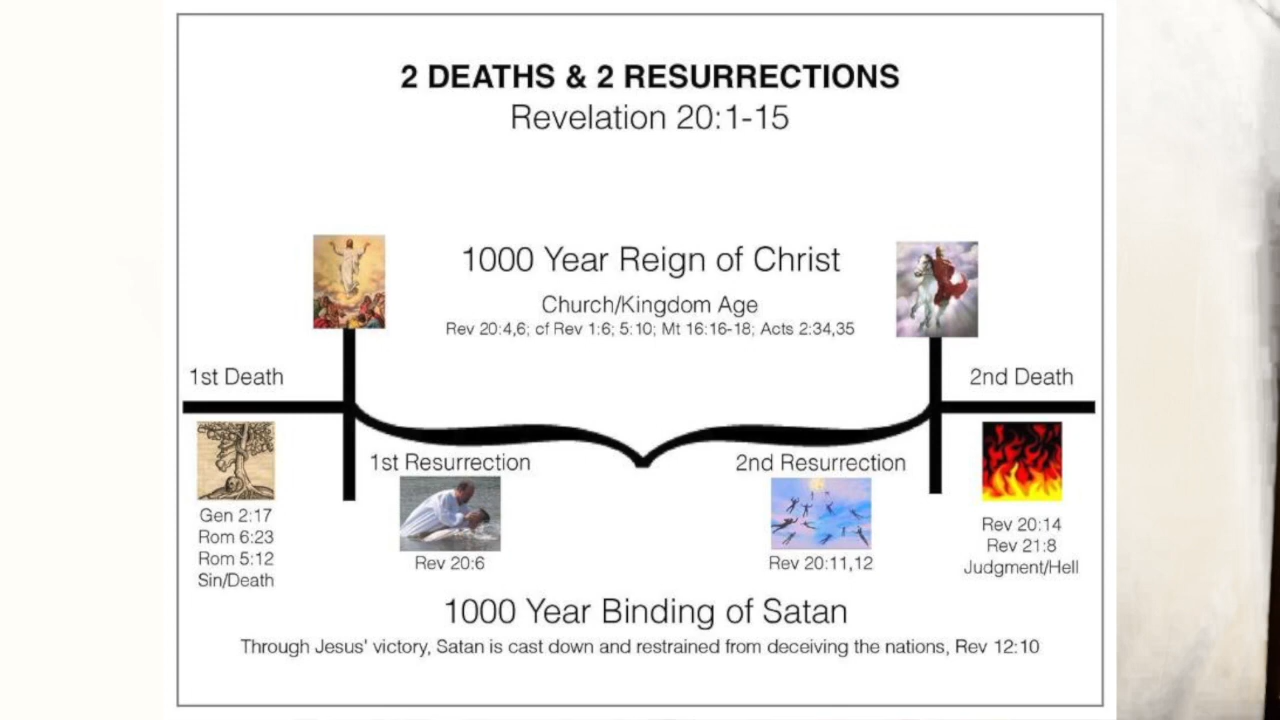 2 DEATHS & 2 RESURRECTIONS
Revelation 20:1-15
1000 Year Reign of Christ
Church/Kingdom Age
Rev 20:4,6; cf Rev 1:6; 5:10; Mt 16:16-18; Acts 2:34,35
1st Death
2nd Death
1st Resurrection
2nd Resurrection
Gen 2:17
Rom 6:23
Rom 5:12
Sin/Death
Rev 20:6
Rev 20:11,12
Rev 20:14
Rev 21:8
Judgment/Hell
1000 Year Binding of Satan
Through Jesus' victory, Satan is cast down and restrained from deceiving the nations, Rev 12:10